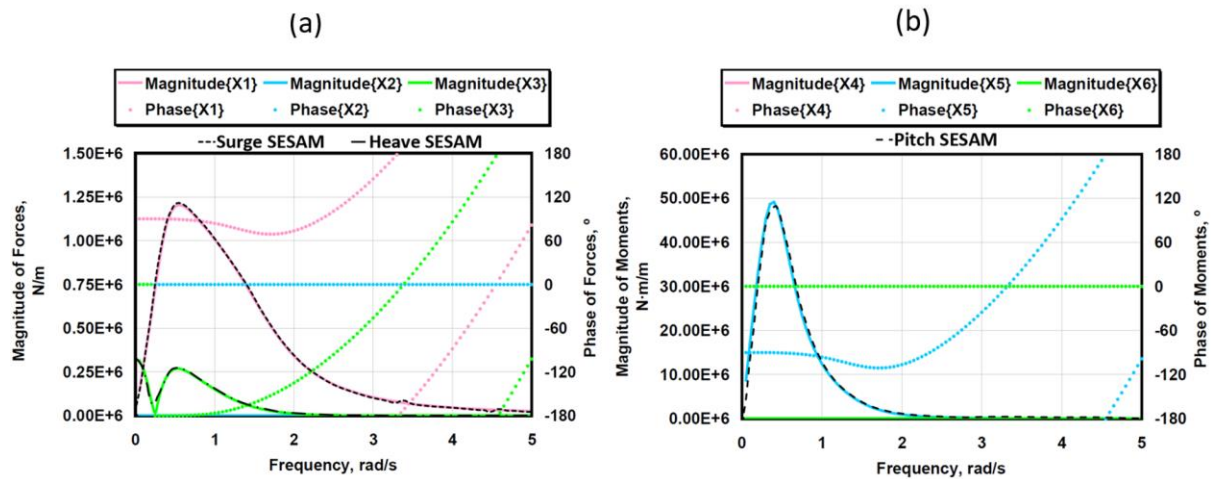 (a)
Magnitude{X1} Magnitude{X2} Magnitude{X3}
Phase{X1} Phase{X2} Phase{X3}
Surge SESAM Heave SESAM
1.50E+6
1.25E+6
1.00E+6
0.75E+6
0.50E+6
0.25E+6
0.00E+6
Magnitude of Forces,
N/m
180
120
60
0
-60
-120
-180
Phase of Forces, º
0 1 2 3 4 5
Frequency, rad/s
(b)
Magnitude{X4} Magnitude{X5} Magnitude{X6}
Phase{X4} Phase{X5} Phase{X6}
Pitch SESAM
60.00E+6
50.00E+6
40.00E+6
30.00E+6
20.00E+6
10.00E+6
0.00E+6
Magnitude of Moments,
N·m/m
180
120
60
0
-60
-120
-180
Phase of Moments, º
0 1 2 3 4 5
Frequency, rad/s